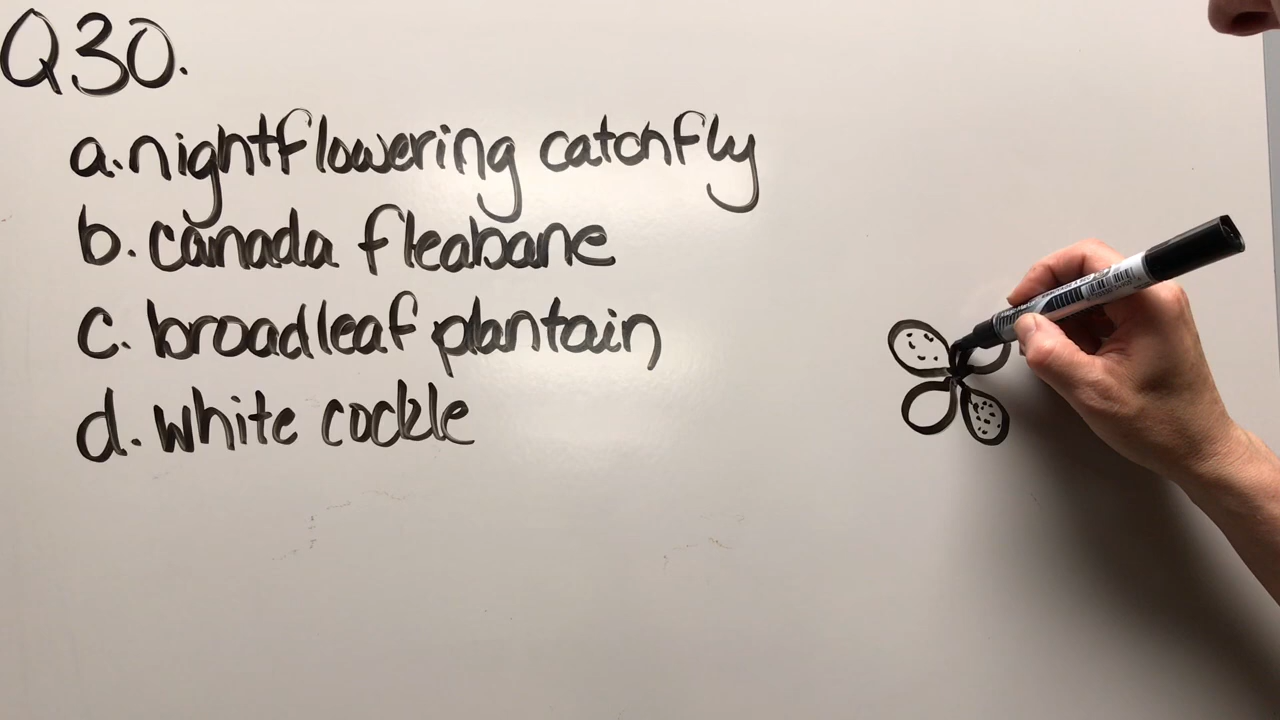 Q30.
a. nightflowering catchfly
b. canada fleabane
c. broadleaf plantain
d. white cockle